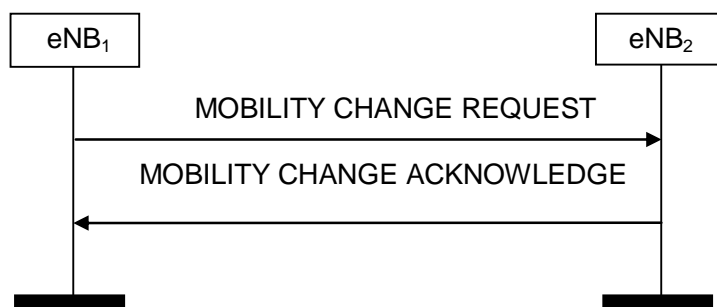 eNB₁
eNB₂
MOBILITY CHANGE REQUEST
MOBILITY CHANGE ACKNOWLEDGE